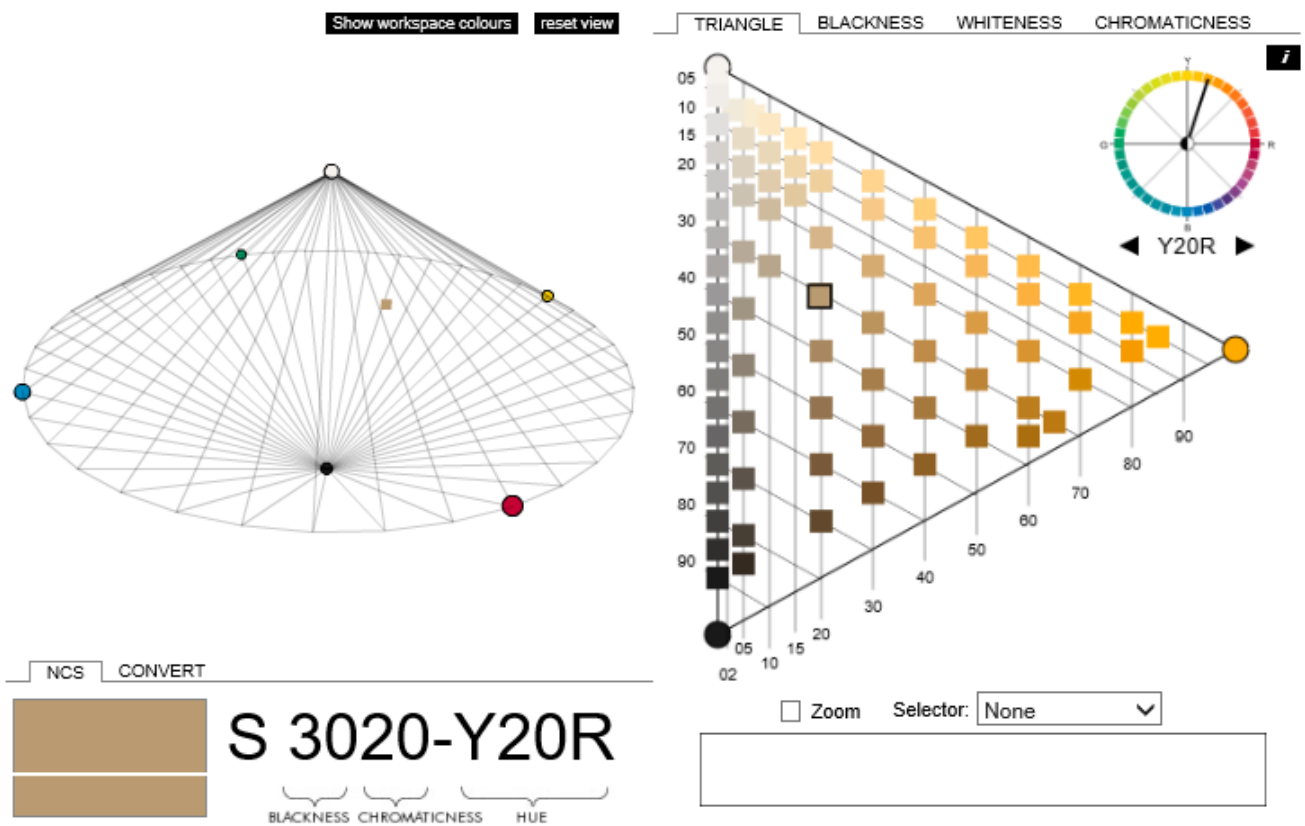 Show workspace colours reset view
TRIANGLE BLACKNESS WHITENESS CHROMATICNESS
i
05
10
15
20
30
40
50
60
70
80
90
Y
G R
B
Y20R
90
80
70
60
50
40
30
20
15
10
05
02
NCS CONVERT
S 3020-Y20R
BLACKNESS CHROMATICNESS HUE
Zoom Selector: None